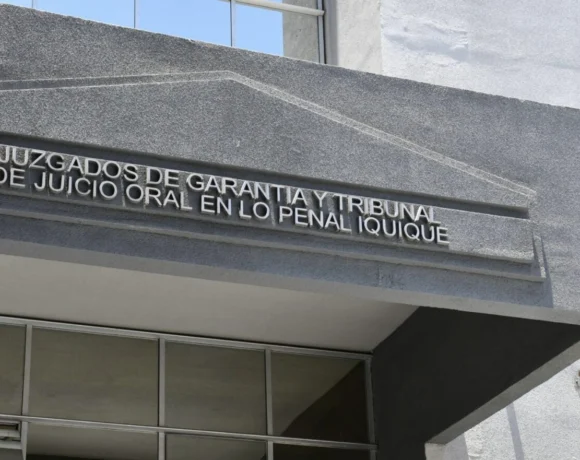 JUZGADOS DE GARANTIA Y TRIBUNAL
DE JUICIO ORAL EN LO PENAL IQUIQUE